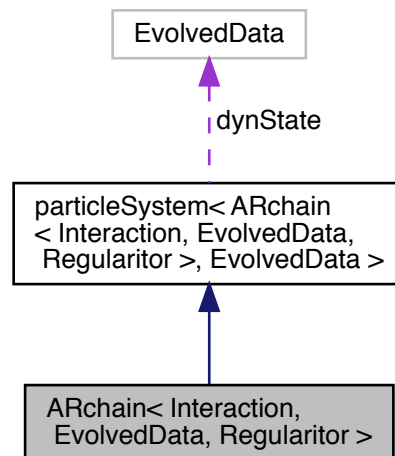 EvolvedData
dynState
particleSystem< ARchain
< Interaction, EvolvedData,
Regularitor >, EvolvedData >
ARchain< Interaction,
EvolvedData, Regularitor >